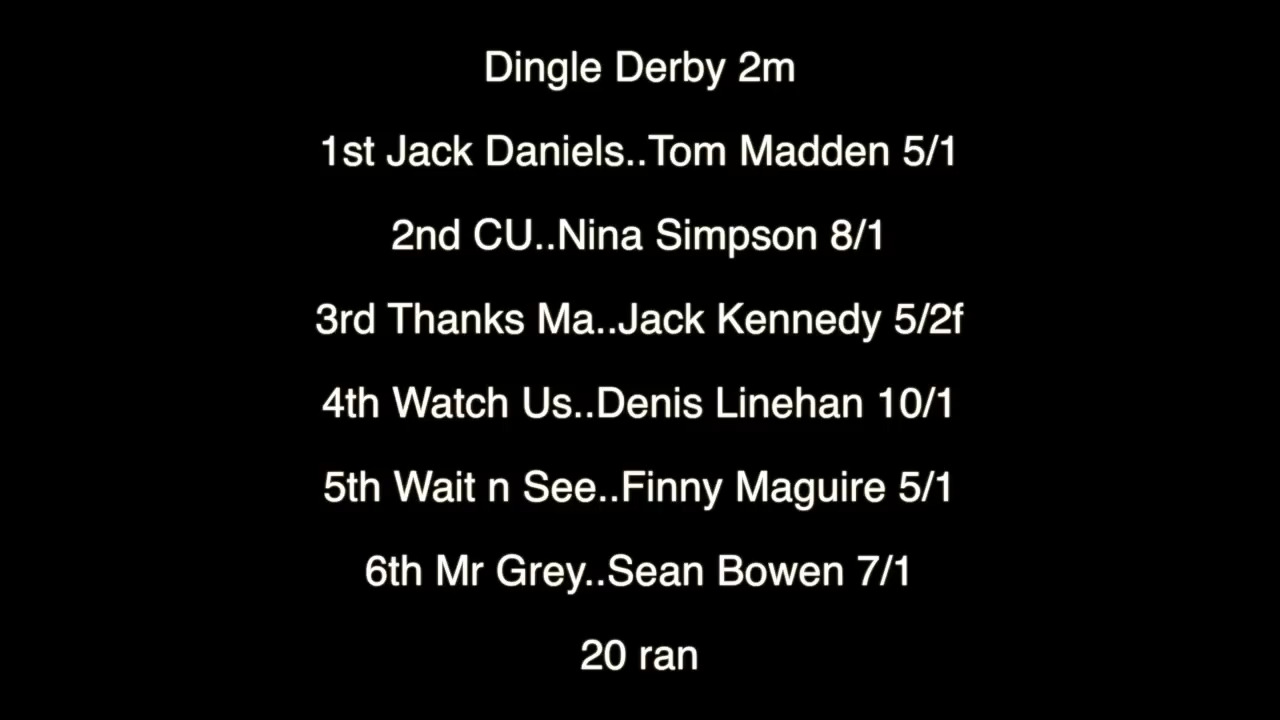 Dingle Derby 2m
1st Jack Daniels..Tom Madden 5/1
2nd CU..Nina Simpson 8/1
3rd Thanks Ma..Jack Kennedy 5/2f
4th Watch Us..Denis Linehan 10/1
5th Wait n See..Finny Maguire 5/1
6th Mr Grey..Sean Bowen 7/1
20 ran